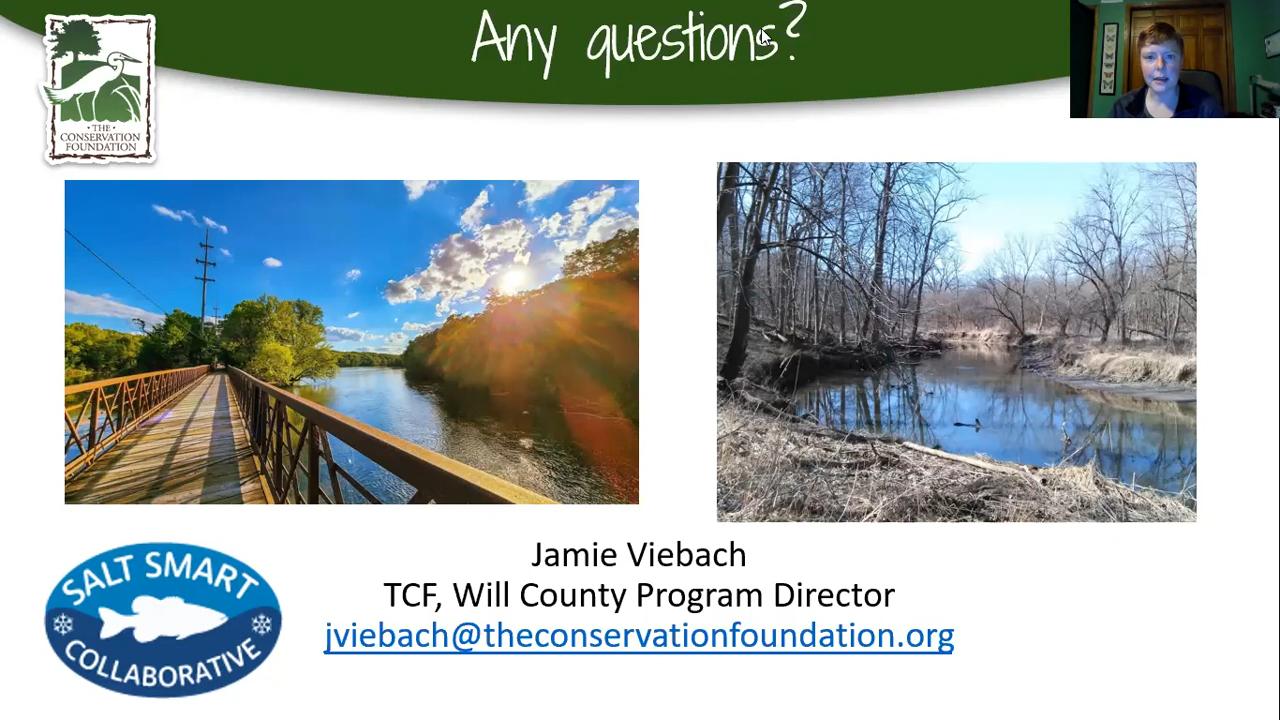 Any questions?
· THE ·
CONSERVATION
FOUNDATION
SALT SMART
COLLABORATIVE
Jamie Viebach
TCF, Will County Program Director
jviebach@theconservationfoundation.org